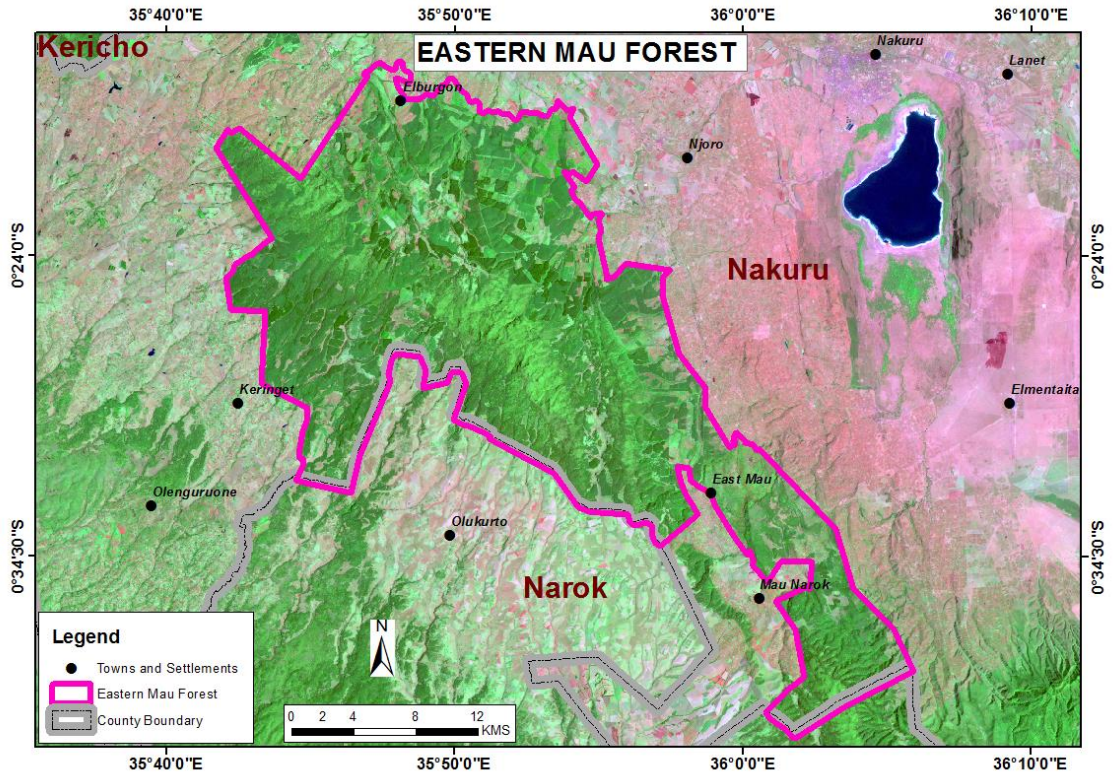 35°40'0"E 35°50'0"E 36°0'0"E 36°10'0"E
Kericho
EASTERN MAU FOREST
Nakuru
Lanet
Elburgon
Njoro
0°24'0"S
Nakuru
0°24'0"S
Keringet
Elmentaita
East Mau
Olenguruone
Olukurto
0°34'30"S
0°34'30"S
Narok
Mau Narok
Legend
Towns and Settlements
Eastern Mau Forest
County Boundary
N
0 2 4 8 12
KMS
35°40'0"E 35°50'0"E 36°0'0"E 36°10'0"E